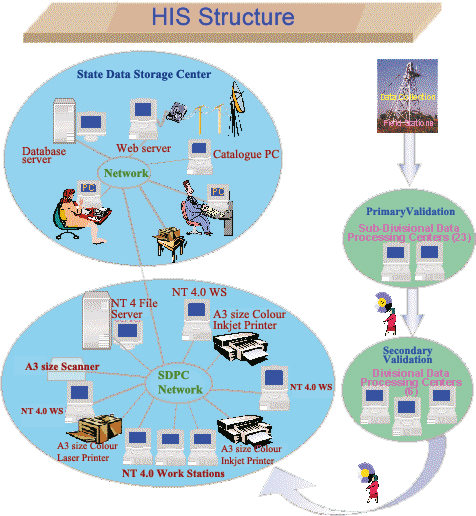 HIS Structure
State Data Storage Center
Database
server
Web server
Catalogue PC
Network
PC
PC
Data Collection
Field Stations
PrimaryValidation
Sub-Divisional Data
Processing Centers (23)
Secondary
Validation
Divisional Data
Processing Centers
(6)
NT 4.0 WS
NT 4 File
Server
A3 size Colour
Inkjet Printer
A3 size Scanner
SDPC
Network
NT 4.0 WS
NT 4.0 WS
A3 size Colour
Laser Printer
A3 size Colour
Inkjet Printer
NT 4.0 Work Stations